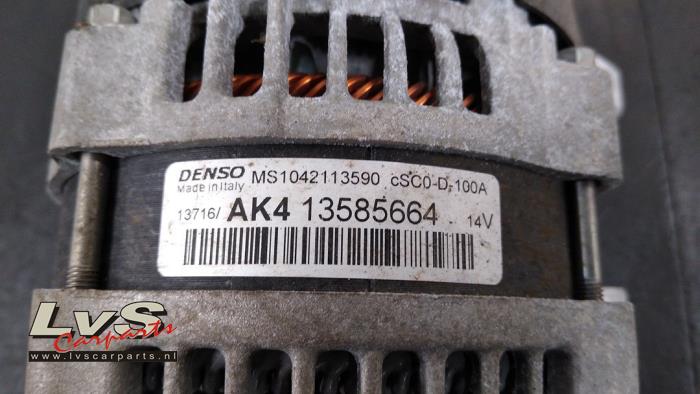 DENSO MS1042113590 cSC0-D-100A
Made in Italy
13716/ AK4 13585664 14V
LvS
Carparts
www.lvscarparts.nl